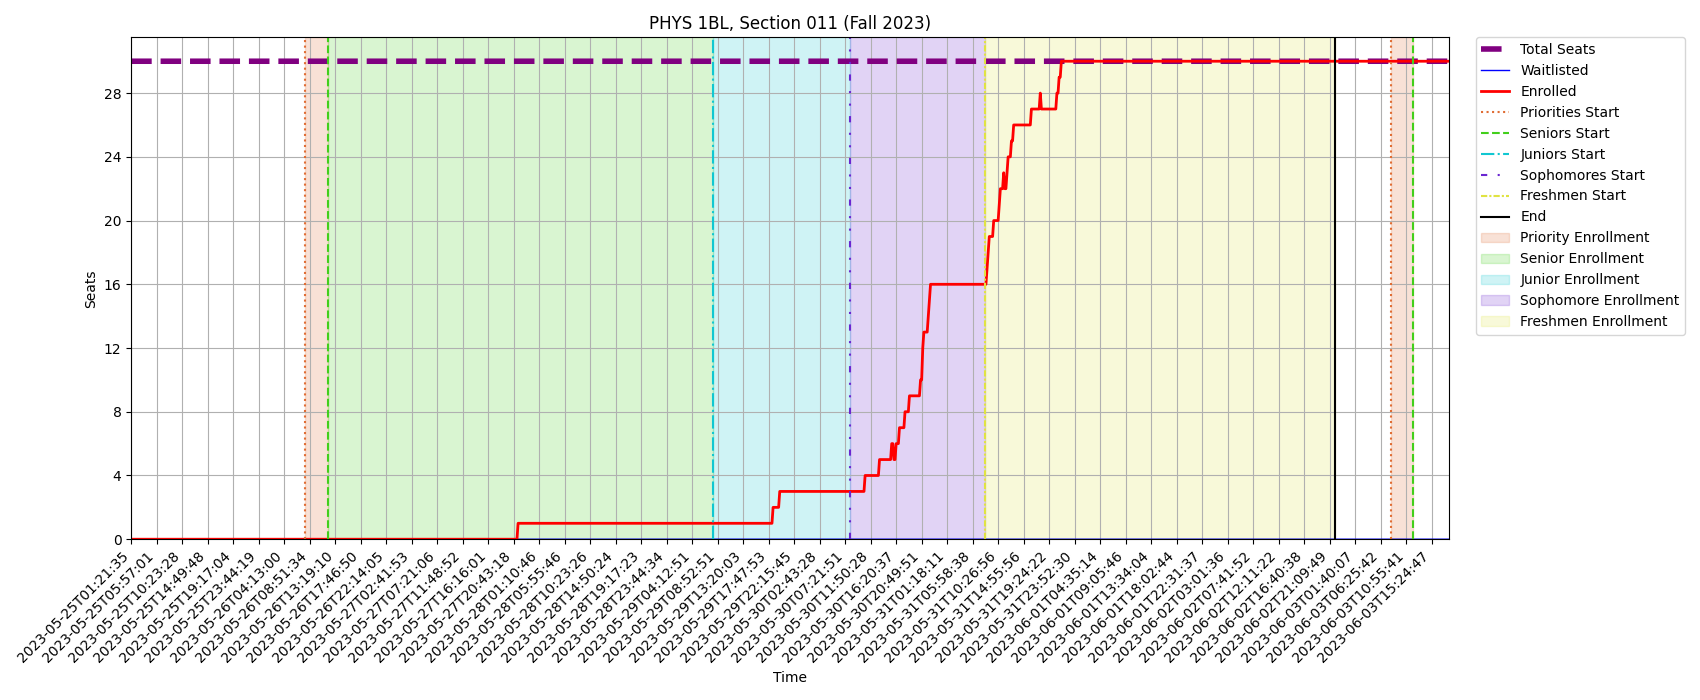 PHYS 1BL, Section 011 (Fall 2023)
Seats
28
24
20
16
12
8
4
0
2023-05-25T01:21:35
2023-05-25T05:57:01
2023-05-25T10:23:28
2023-05-25T14:49:48
2023-05-25T19:17:04
2023-05-25T23:44:19
2023-05-26T04:13:00
2023-05-26T08:51:34
2023-05-26T13:19:10
2023-05-26T17:46:50
2023-05-26T22:14:05
2023-05-27T02:41:53
2023-05-27T07:21:06
2023-05-27T11:48:52
2023-05-27T16:16:01
2023-05-27T20:43:18
2023-05-28T01:10:46
2023-05-28T05:55:46
2023-05-28T10:23:26
2023-05-28T14:50:24
2023-05-28T19:17:23
2023-05-28T23:44:34
2023-05-29T04:12:51
2023-05-29T08:52:51
2023-05-29T13:20:03
2023-05-29T17:47:53
2023-05-29T22:15:45
2023-05-30T02:43:28
2023-05-30T07:21:51
2023-05-30T11:50:28
2023-05-30T16:20:37
2023-05-30T20:49:51
2023-05-31T01:18:11
2023-05-31T05:58:38
2023-05-31T10:26:56
2023-05-31T14:55:56
2023-05-31T19:24:22
2023-05-31T23:52:30
2023-06-01T04:35:14
2023-06-01T09:05:46
2023-06-01T13:34:04
2023-06-01T18:02:44
2023-06-01T22:31:37
2023-06-02T03:01:36
2023-06-02T07:41:52
2023-06-02T12:11:22
2023-06-02T16:40:38
2023-06-02T21:09:49
2023-06-03T01:40:07
2023-06-03T06:25:42
2023-06-03T10:55:41
2023-06-03T15:24:47
Time
Total Seats
Waitlisted
Enrolled
Priorities Start
Seniors Start
Juniors Start
Sophomores Start
Freshmen Start
End
Priority Enrollment
Senior Enrollment
Junior Enrollment
Sophomore Enrollment
Freshmen Enrollment